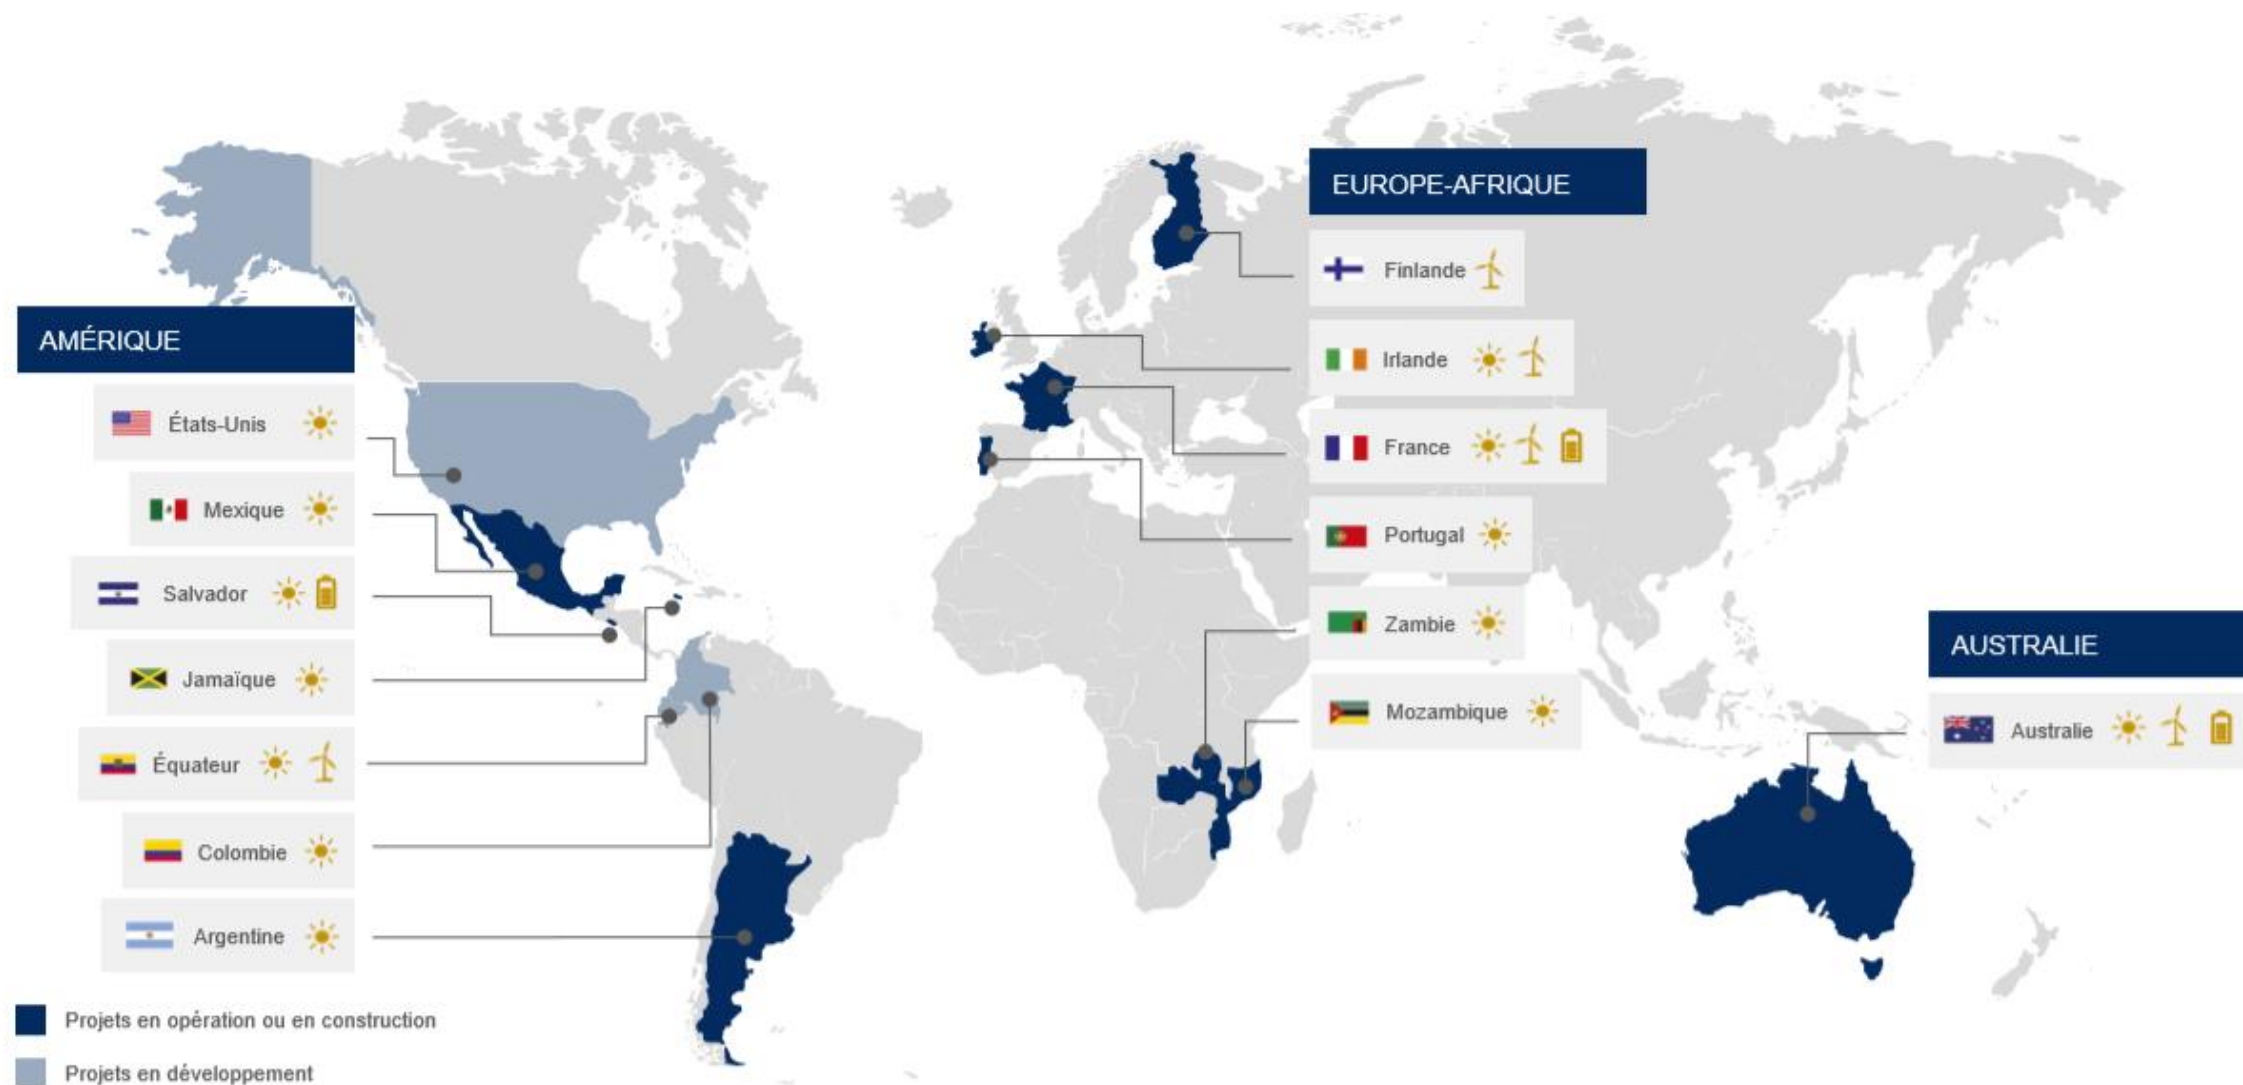 AMÉRIQUE
États-Unis
Mexique
Salvador
Jamaïque
Équateur
Colombie
Argentine
Projets en opération ou en construction
Projets en développement
EUROPE-AFRIQUE
Finlande
Irlande
France
Portugal
Zambie
Mozambique
AUSTRALIE
Australie